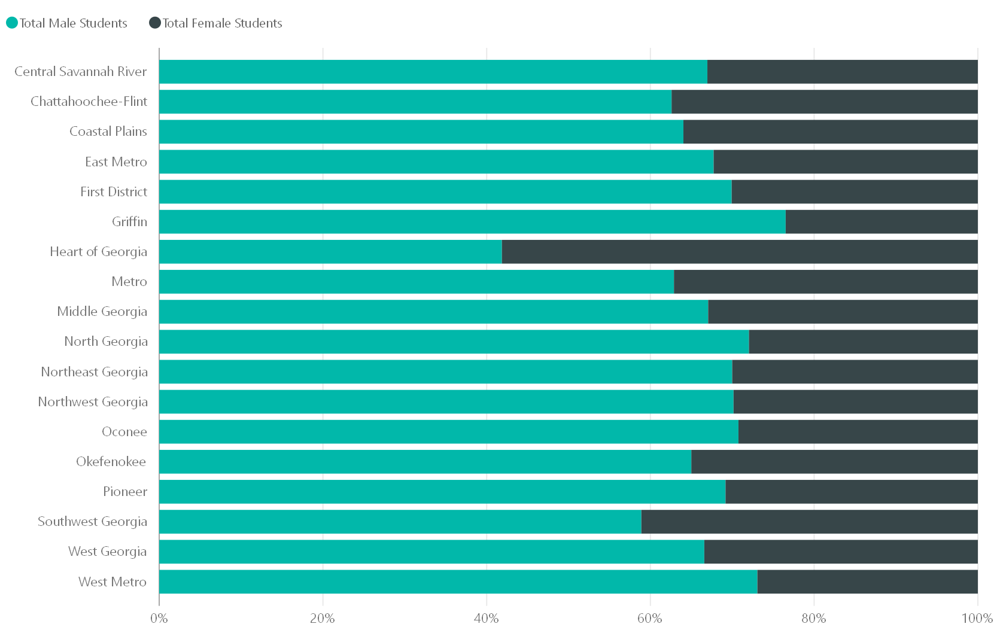 Total Male Students Total Female Students
Central Savannah River
Chattahoochee-Flint
Coastal Plains
East Metro
First District
Griffin
Heart of Georgia
Metro
Middle Georgia
North Georgia
Northeast Georgia
Northwest Georgia
Oconee
Okefenokee
Pioneer
Southwest Georgia
West Georgia
West Metro
0% 20% 40% 60% 80% 100%